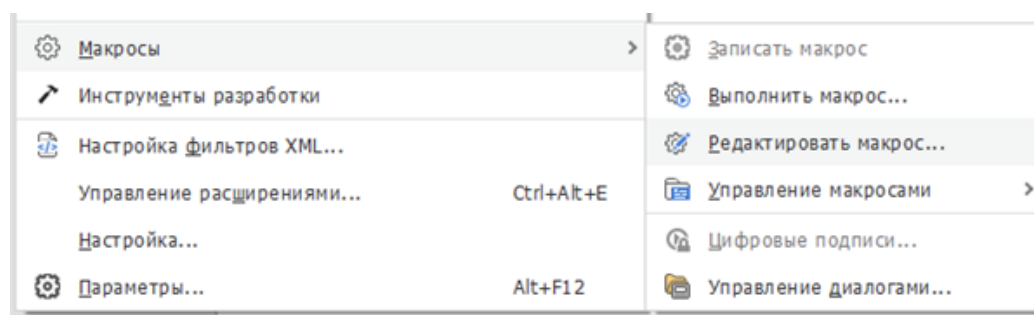 Макросы
Инструменты разработки
Настройка фильтров XML...
Управление расширениями... Ctrl+Alt+E
Настройка...
Параметры... Alt+F12
Записать макрос
Выполнить макрос...
Редактировать макрос...
Управление макросами
Цифровые подписи...
Управление диалогами...